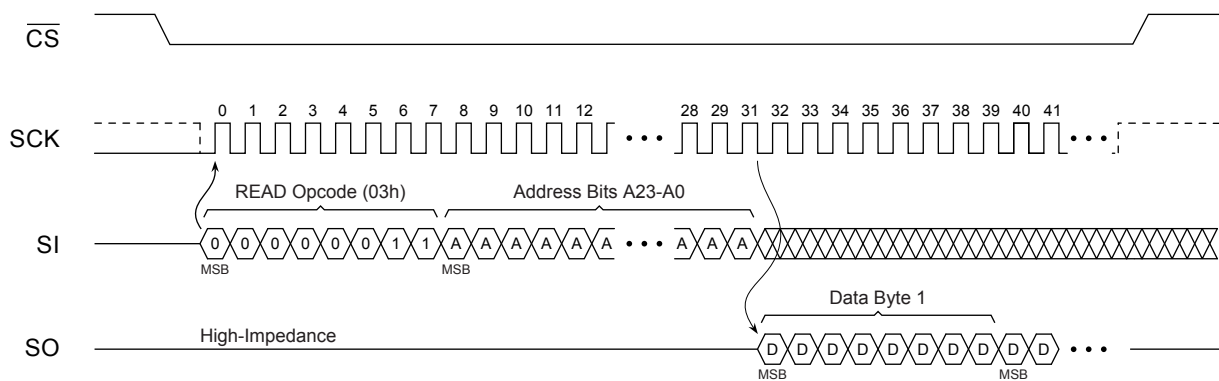 CS
0 1 2 3 4 5 6 7 8 9 10 11 12 28 29 30 31 32 33 34 35 36 37 38 39 40 41
SCK • • • • • •
READ Opcode (03h) Address Bits A23-A0
SI 0 0 0 0 0 0 1 1 A A A A A A • • • A A A
MSB MSB
Data Byte 1
High-Impedance
SO D D D D D D D D D D • • •
MSB MSB